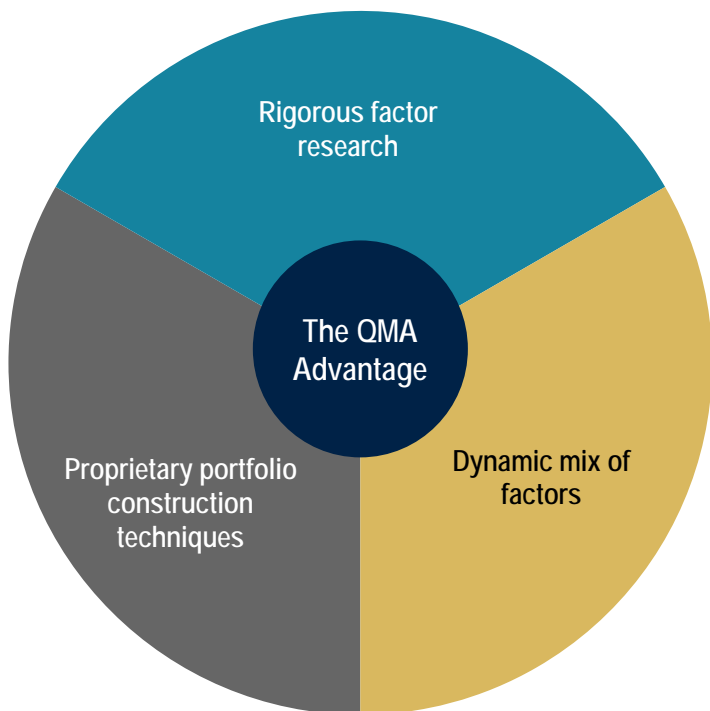 Rigorous factor
research
The QMA
Advantage
Proprietary portfolio
construction
techniques
Dynamic mix of
factors